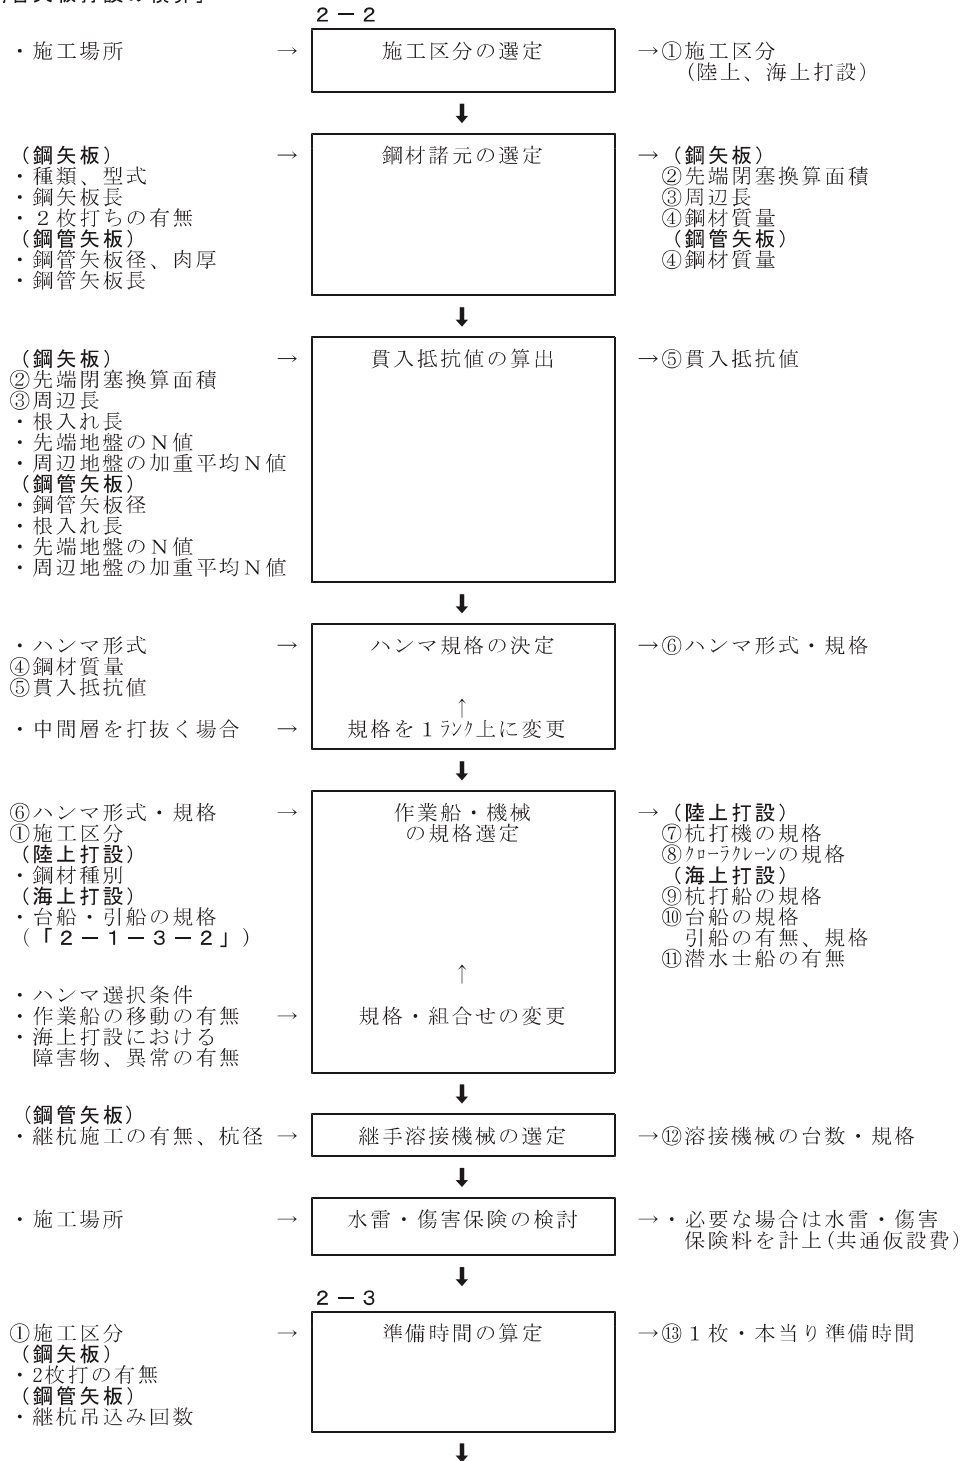 2－2
・施工場所 → 施工区分の選定 →①施工区分
(陸上、海上打設)
⬇
(鋼矢板) → 鋼材諸元の選定 →(鋼矢板)
・種類、型式 ②先端閉塞換算面積
・鋼矢板長 ③周辺長
・２枚打ちの有無 ④鋼材質量
(鋼管矢板) (鋼管矢板)
・鋼管矢板径、肉厚 ④鋼材質量
・鋼管矢板長
⬇
(鋼矢板) → 貫入抵抗値の算出 →⑤貫入抵抗値
②先端閉塞換算面積
③周辺長
・根入れ長
・先端地盤のＮ値
・周辺地盤の加重平均Ｎ値
(鋼管矢板)
・鋼管矢板径
・根入れ長
・先端地盤のＮ値
・周辺地盤の加重平均Ｎ値
⬇
・ハンマ形式 → ハンマ規格の決定 →⑥ハンマ形式・規格
④鋼材質量
⑤貫入抵抗値
↑
・中間層を打抜く場合 → 規格を１ﾗﾝｸ上に変更
⬇
⑥ハンマ形式・規格 → 作業船・機械 →(陸上打設)
①施工区分 の規格選定 ⑦杭打機の規格
(陸上打設) ⑧ｸﾛｰﾗｸﾚｰﾝの規格
・鋼材種別 (海上打設)
(海上打設) ⑨杭打船の規格
・台船・引船の規格 ⑩台船の規格
(「２－１－３－２」) 引船の有無、規格
↑ ⑪潜水士船の有無
・ハンマ選択条件
・作業船の移動の有無 → 規格・組合せの変更
・海上打設における
障害物、異常の有無
⬇
(鋼管矢板)
・継杭施工の有無、杭径 → 継手溶接機械の選定 →⑫溶接機械の台数・規格
⬇
・施工場所 → 水雷・傷害保険の検討 →・必要な場合は水雷・傷害
保険料を計上(共通仮設費)
⬇
2－3
①施工区分 → 準備時間の算定 →⑬１枚・本当り準備時間
(鋼矢板)
・2枚打の有無
(鋼管矢板)
・継杭吊込み回数
⬇